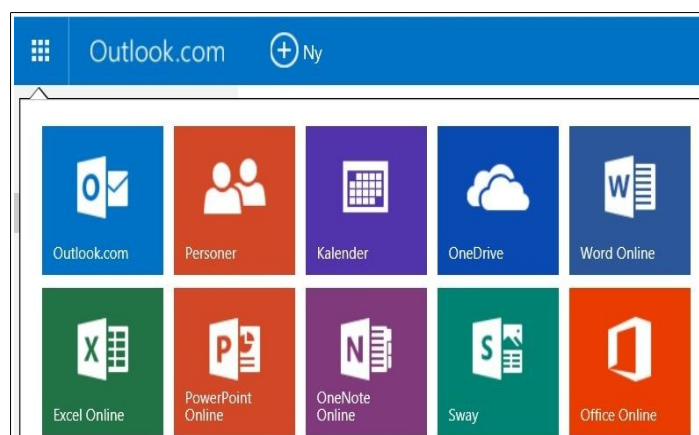 Outlook.com Ny
Outlook.com Personer Kalender OneDrive Word Online
Excel Online PowerPoint Online OneNote Online Sway Office Online